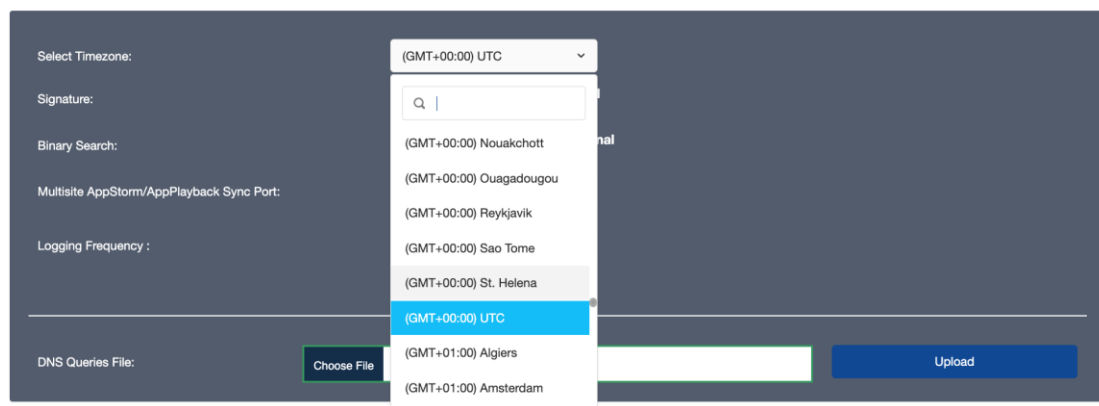 Select Timezone:
(GMT+00:00) UTC
Signature:
(GMT+00:00) Nouakchott
Binary Search:
nal
(GMT+00:00) Ouagadougou
Multisite AppStorm/AppPlayback Sync Port:
(GMT+00:00) Reykjavik
Logging Frequency :
(GMT+00:00) Sao Tome
(GMT+00:00) St. Helena
(GMT+00:00) UTC
(GMT+01:00) Algiers
DNS Queries File:
Choose File
Upload
(GMT+01:00) Amsterdam